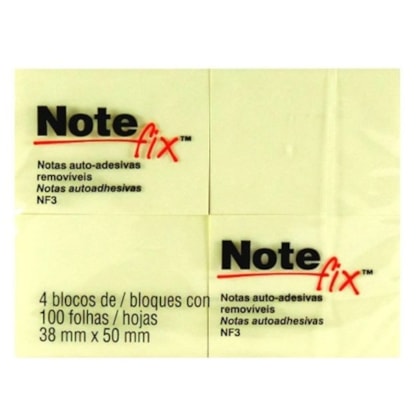 Note
fix™
Notas auto-adesivas
removíveis
Notas autoadhesivas
NF3
4 blocos de / bloques con
100 folhas / hojas
38 mm x 50 mm
Note
fix™
Notas auto-adesivas
removíveis
Notas autoadhesivas
NF3